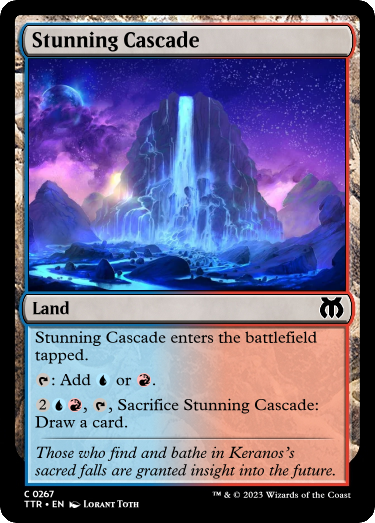 Stunning Cascade
Land
Stunning Cascade enters the battlefield
tapped.
: Add or .
2 , , Sacrifice Stunning Cascade:
Draw a card.
Those who find and bathe in Keranos's
sacred falls are granted insight into the future.
C 0267
TTR • EN Lorant Toth
™ & © 2023 Wizards of the Coast